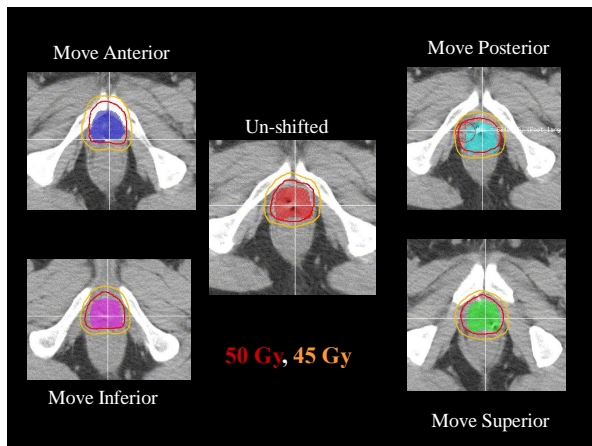 Move Anterior
Move Posterior
Un-shifted
50 Gy, 45 Gy
Move Inferior
Move Superior